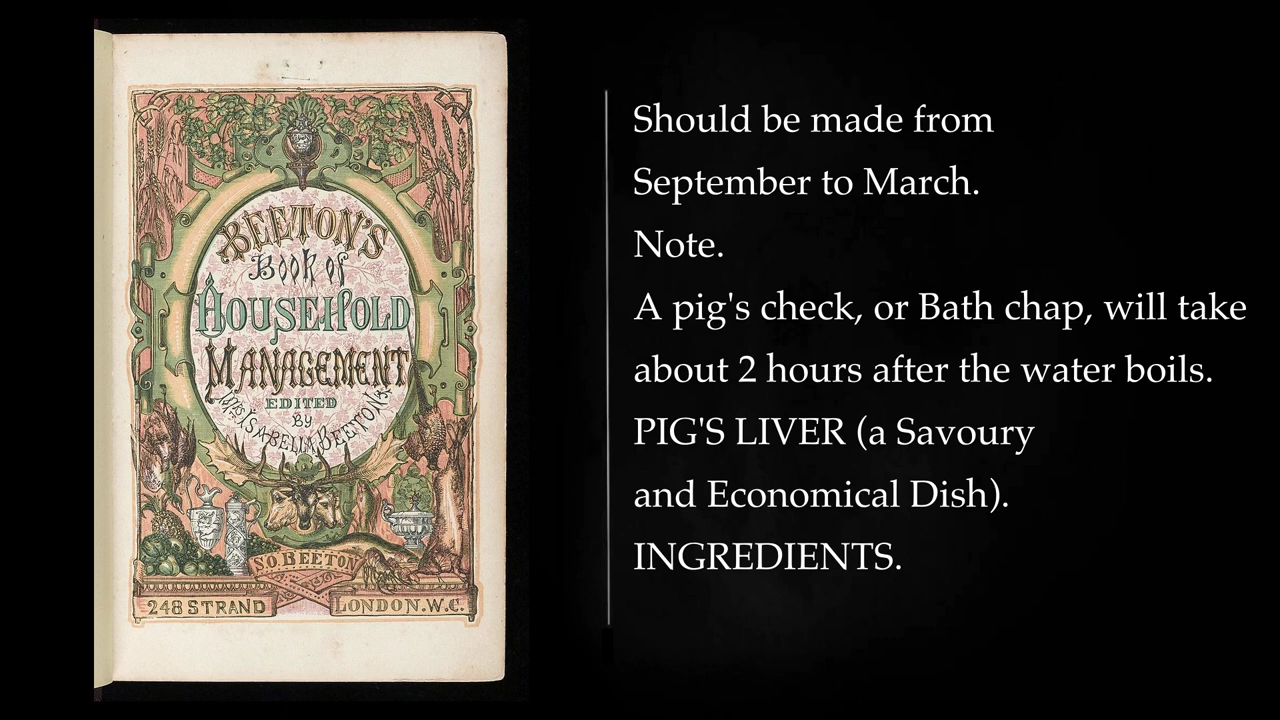 BEETON'S
Book of
HOUSEHOLD
MANAGEMENT
EDITED
BY
MRS ISABELLA BEETON
S.O. BEETON
248 STRAND
LONDON. W.C.
Should be made from
September to March.
Note.
A pig's check, or Bath chap, will take
about 2 hours after the water boils.
PIG'S LIVER (a Savoury
and Economical Dish).
INGREDIENTS.